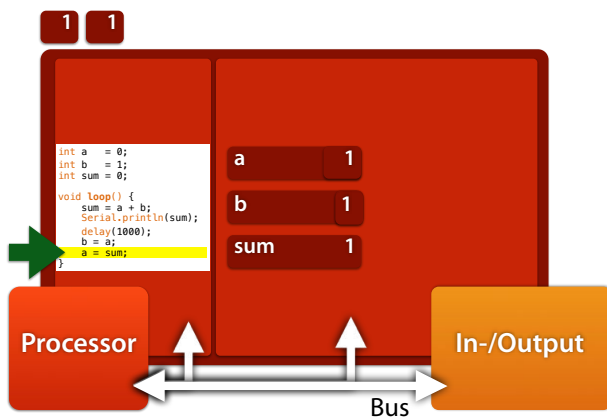 1 1
int a   = 0;
int b   = 1;
int sum = 0;
void loop() {
    sum = a + b;
    Serial.println(sum);
    delay(1000);
    b = a;
    a = sum;
}
a 1
b 1
sum 1
Processor
In-/Output
Bus